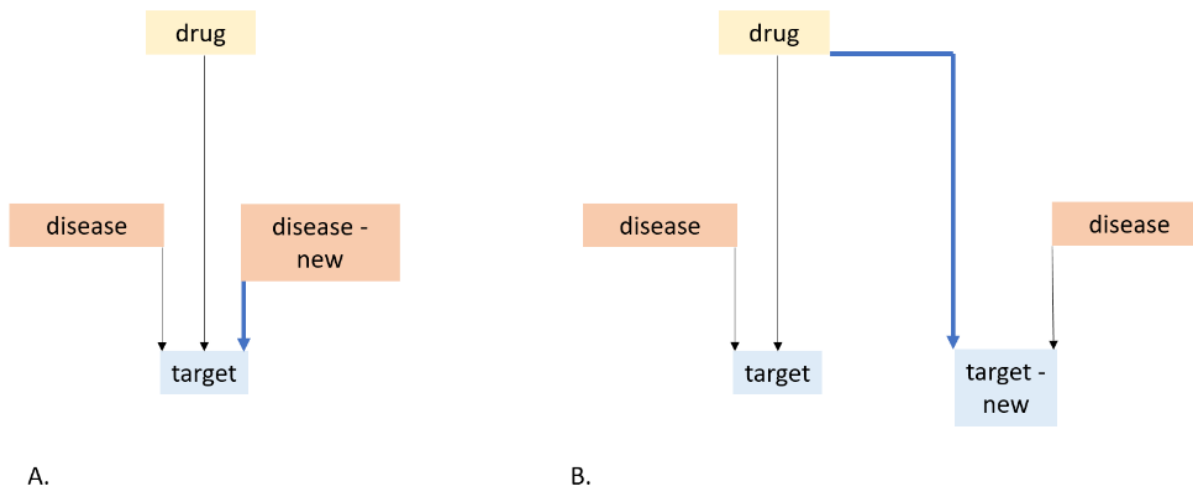 drug
disease
disease -
new
target
A.
drug
disease
disease
target
target -
new
B.